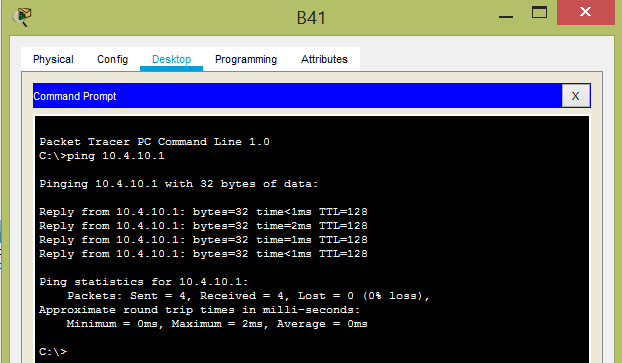 B41
Physical Config Desktop Programming Attributes
Command Prompt X
Packet Tracer PC Command Line 1.0
C:\>ping 10.4.10.1
Pinging 10.4.10.1 with 32 bytes of data:
Reply from 10.4.10.1: bytes=32 time<1ms TTL=128
Reply from 10.4.10.1: bytes=32 time=2ms TTL=128
Reply from 10.4.10.1: bytes=32 time=1ms TTL=128
Reply from 10.4.10.1: bytes=32 time<1ms TTL=128
Ping statistics for 10.4.10.1:
Packets: Sent = 4, Received = 4, Lost = 0 (0% loss),
Approximate round trip times in milli-seconds:
Minimum = 0ms, Maximum = 2ms, Average = 0ms
C:\>